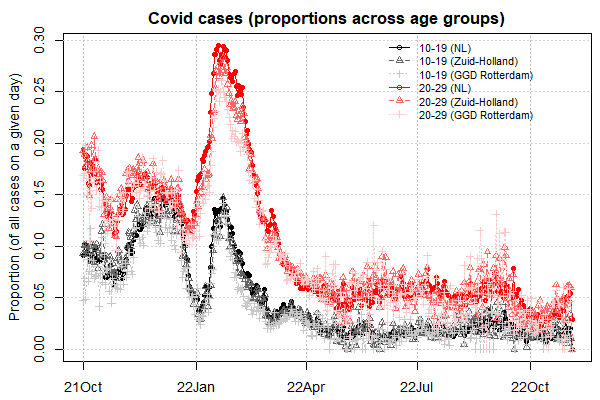 Covid cases (proportions across age groups)
Proportion (of all cases on a given day)
0.30
0.25
0.20
0.15
0.10
0.05
0.00
10-19 (NL)
10-19 (Zuid-Holland)
10-19 (GGD Rotterdam)
20-29 (NL)
20-29 (Zuid-Holland)
20-29 (GGD Rotterdam)
21Oct
22Jan
22Apr
22Jul
22Oct